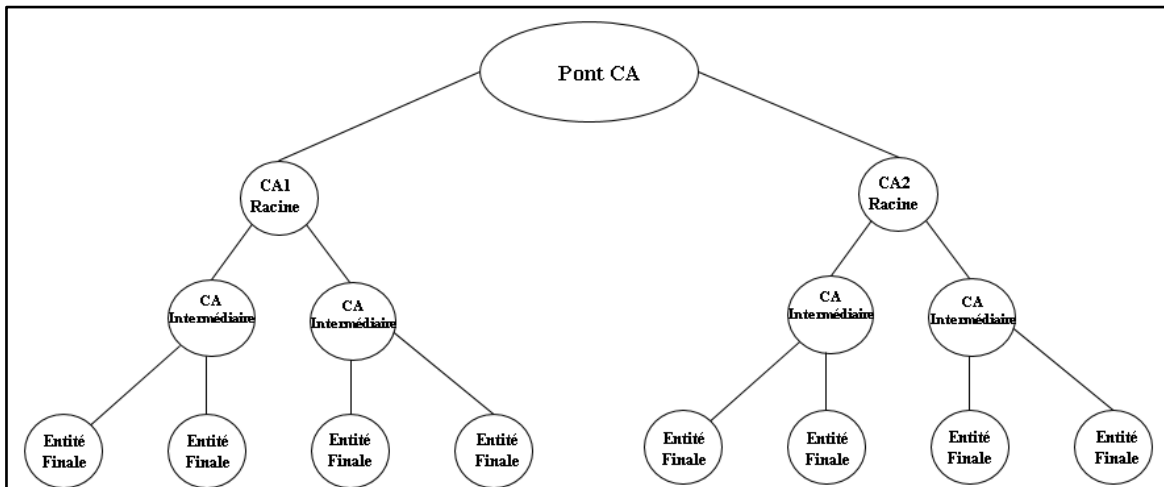 Pont CA
CA1
Racine
CA2
Racine
CA
Intermédiaire
CA
Intermédiaire
CA
Intermédiaire
CA
Intermédiaire
Entité
Finale
Entité
Finale
Entité
Finale
Entité
Finale
Entité
Finale
Entité
Finale
Entité
Finale
Entité
Finale